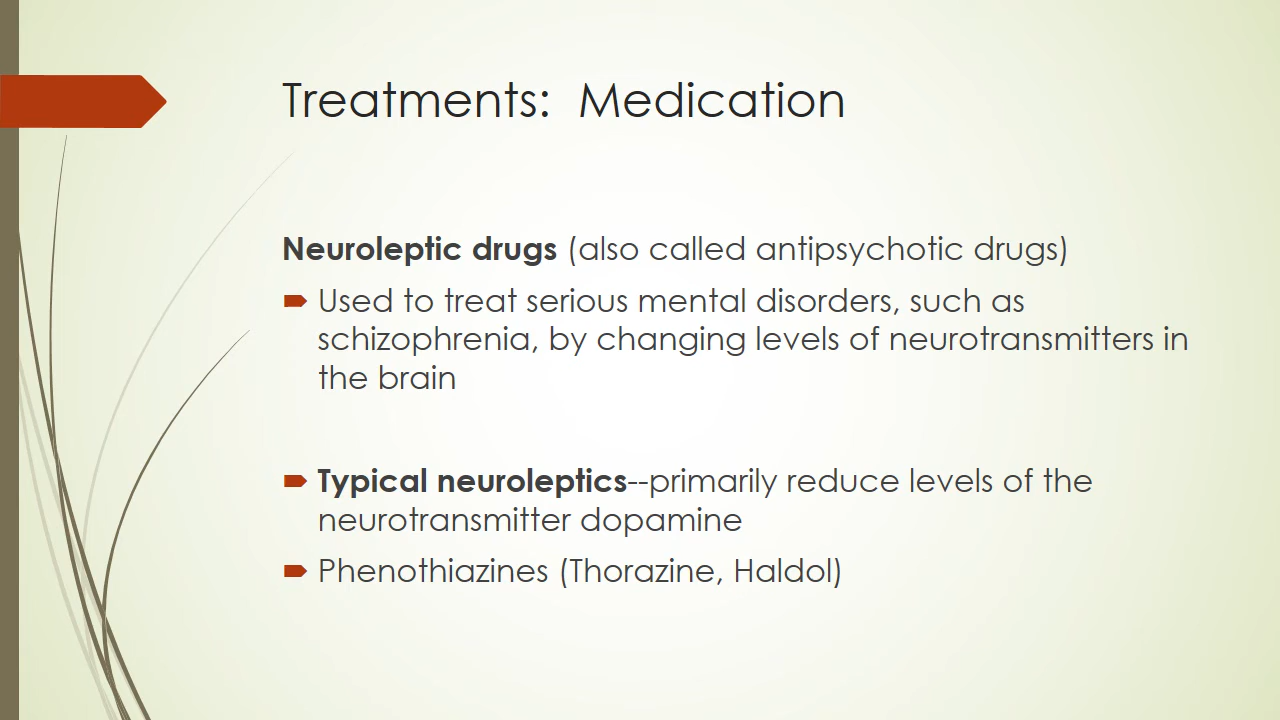 Treatments:  Medication
Neuroleptic drugs (also called antipsychotic drugs)
Used to treat serious mental disorders, such as
schizophrenia, by changing levels of neurotransmitters in
the brain
Typical neuroleptics--primarily reduce levels of the
neurotransmitter dopamine
Phenothiazines (Thorazine, Haldol)